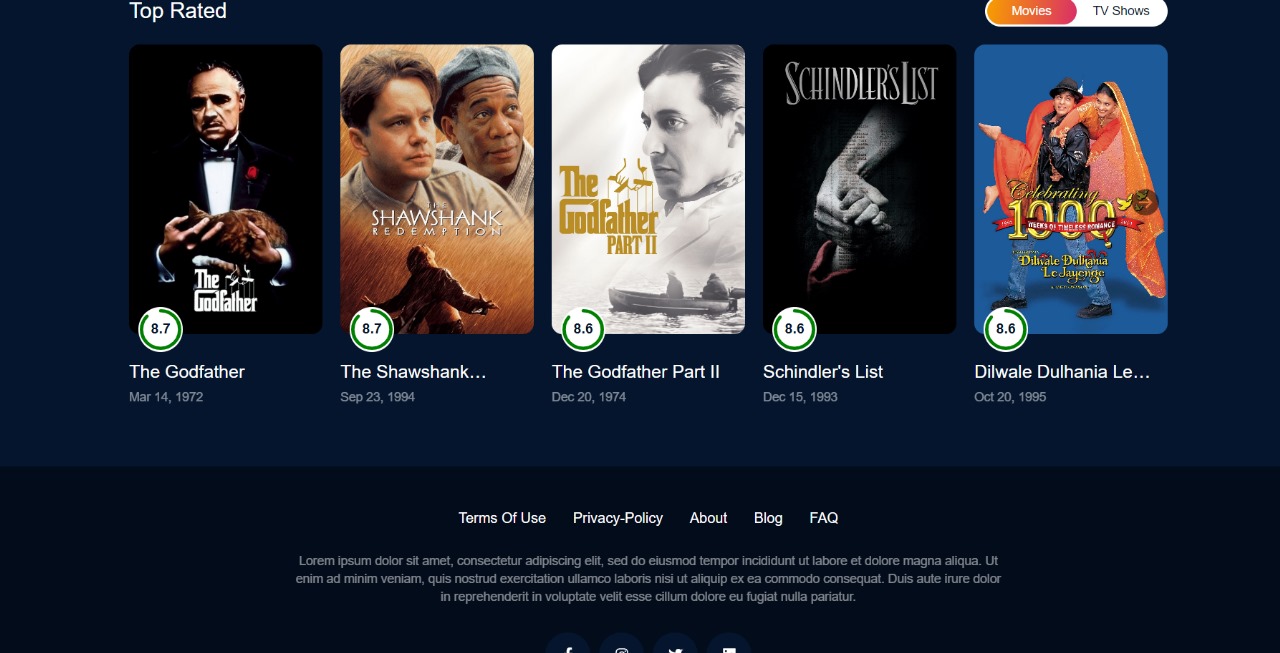 Top Rated
Movies TV Shows
The Godfather
THE SHAWSHANK REDEMPTION
The Godfather PART II
SCHINDLER'S LIST
Celebrating
1000
WEEKS OF TIMELESS ROMANCE
Dilwale Dulhania
Le Jayenge
8.7 8.7 8.6 8.6 8.6
The Godfather The Shawshank… The Godfather Part II Schindler's List Dilwale Dulhania Le…
Mar 14, 1972 Sep 23, 1994 Dec 20, 1974 Dec 15, 1993 Oct 20, 1995
Terms Of Use Privacy-Policy About Blog FAQ
Lorem ipsum dolor sit amet, consectetur adipiscing elit, sed do eiusmod tempor incididunt ut labore et dolore magna aliqua. Ut
enim ad minim veniam, quis nostrud exercitation ullamco laboris nisi ut aliquip ex ea commodo consequat. Duis aute irure dolor
in reprehenderit in voluptate velit esse cillum dolore eu fugiat nulla pariatur.